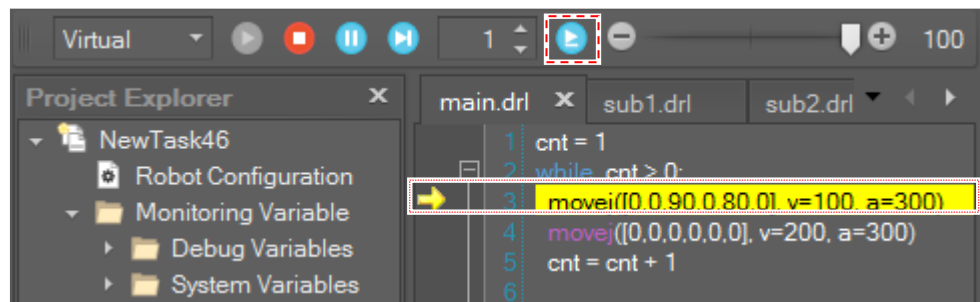 Virtual 1 100
Project Explorer
NewTask46
Robot Configuration
Monitoring Variable
Debug Variables
System Variables
main.drl sub1.drl sub2.drl
1 cnt = 1
2 while cnt > 0:
3 movej([0,0,90,0,80,0], v=100, a=300)
4 movej([0,0,0,0,0,0], v=200, a=300)
5 cnt = cnt + 1
6